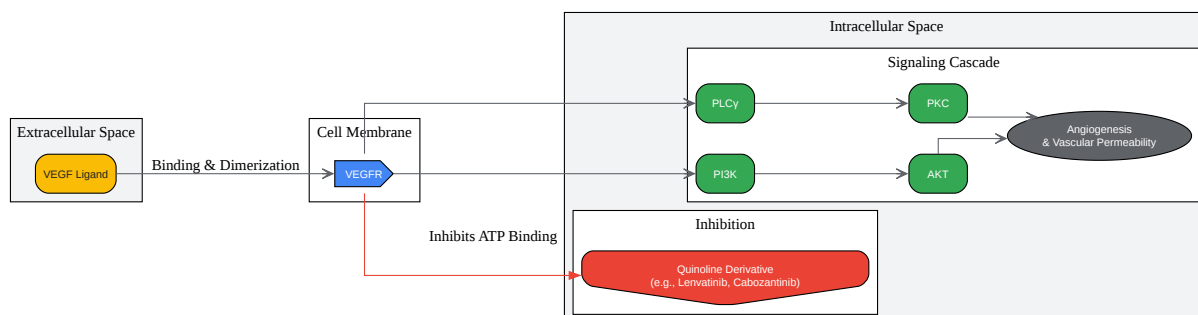 Intracellular Space
Signaling Cascade
Extracellular Space
VEGF Ligand
Binding & Dimerization
Cell Membrane
VEGFR
PLCγ
PKC
PI3K
AKT
Angiogenesis
& Vascular Permeability
Inhibits ATP Binding
Inhibition
Quinoline Derivative
(e.g., Lenvatinib, Cabozantinib)